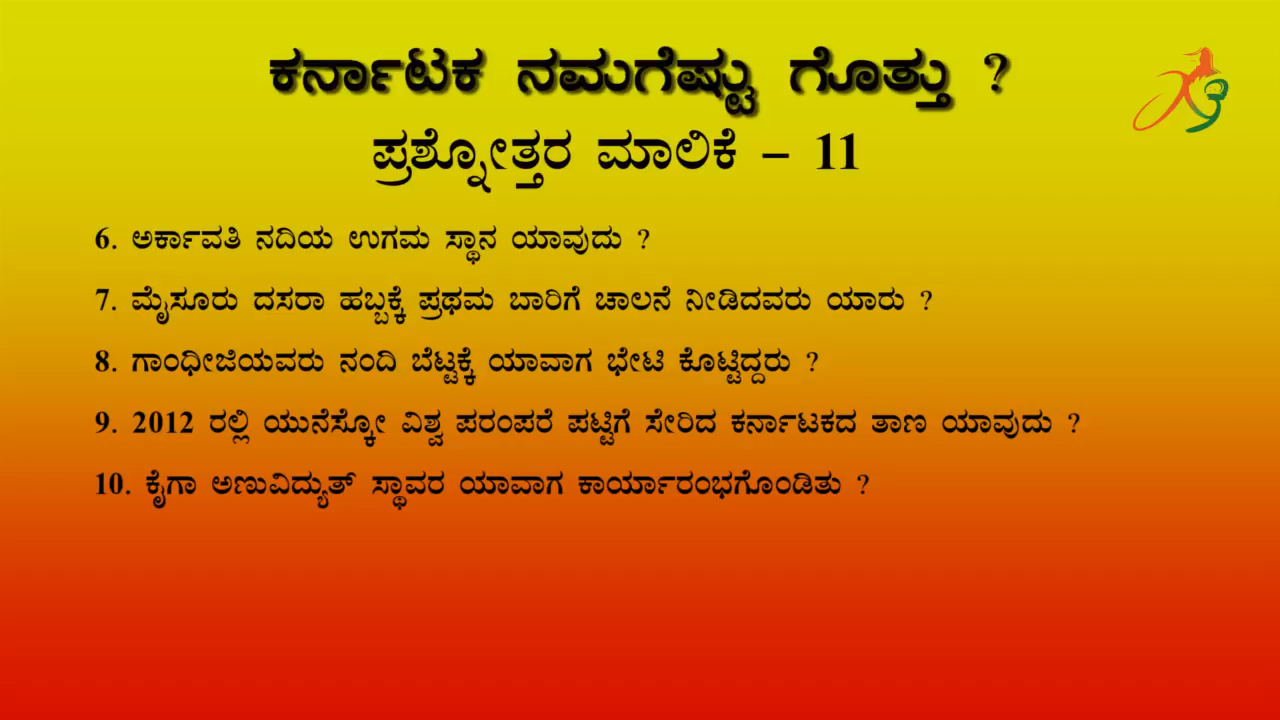 ಕರ್ನಾಟಕ ನಮಗೆಷ್ಟು ಗೊತ್ತು ?
ಪ್ರಶ್ನೋತ್ತರ ಮಾಲಿಕೆ – 11
6. ಅರ್ಕಾವತಿ ನದಿಯ ಉಗಮ ಸ್ಥಾನ ಯಾವುದು ?
7. ಮೈಸೂರು ದಸರಾ ಹಬ್ಬಕ್ಕೆ ಪ್ರಥಮ ಬಾರಿಗೆ ಚಾಲನೆ ನೀಡಿದವರು ಯಾರು ?
8. ಗಾಂಧೀಜಿಯವರು ನಂದಿ ಬೆಟ್ಟಕ್ಕೆ ಯಾವಾಗ ಭೇಟಿ ಕೊಟ್ಟಿದ್ದರು ?
9. 2012 ರಲ್ಲಿ ಯುನೆಸ್ಕೋ ವಿಶ್ವ ಪರಂಪರೆ ಪಟ್ಟಿಗೆ ಸೇರಿದ ಕರ್ನಾಟಕದ ತಾಣ ಯಾವುದು ?
10. ಕೈಗಾ ಅಣುವಿದ್ಯುತ್ ಸ್ಥಾವರ ಯಾವಾಗ ಕಾರ್ಯಾರಂಭಗೊಂಡಿತು ?